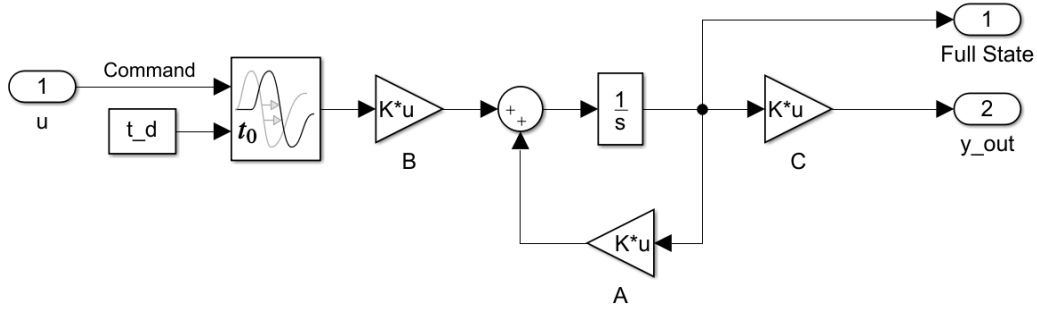 1
Full State
Command
1
u
t_d
t0
K*u
B
+
+
1
s
K*u
C
2
y_out
K*u
A